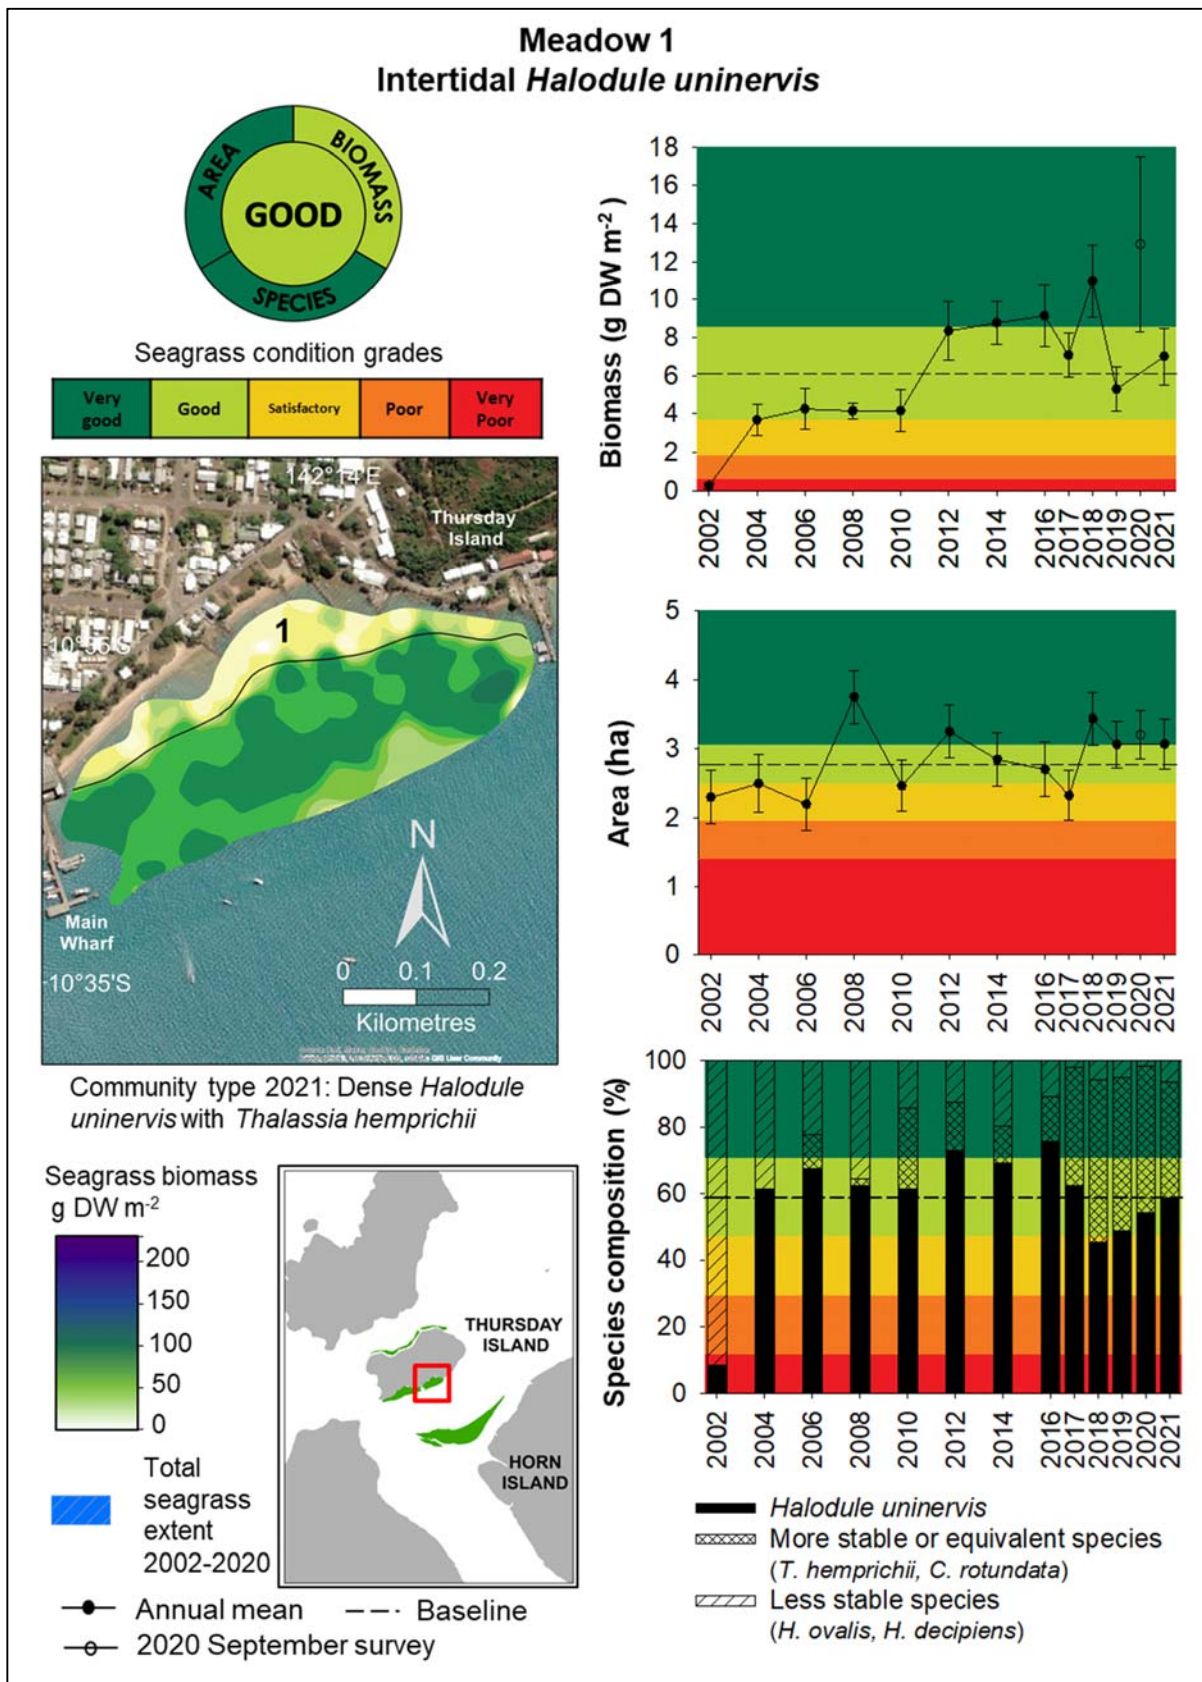 Meadow 1
Intertidal Halodule uninervis
AREA
BIOMASS
GOOD
SPECIES
Seagrass condition grades
Very good
Good
Satisfactory
Poor
Very Poor
142°14'E
Thursday
Island
1
Main
Wharf
10°35'S
N
0 0.1 0.2
Kilometres
Community type 2021: Dense Halodule
uninervis with Thalassia hemprichii
Seagrass biomass
g DW m-2
200
150
100
50
0
Total
seagrass
extent
2002-2020
THURSDAY
ISLAND
HORN
ISLAND
Annual mean
Baseline
2020 September survey
Biomass (g DW m-2)
18
16
14
12
10
8
6
4
2
0
2002 2004 2006 2008 2010 2012 2014 2016 2017 2018 2019 2020 2021
Area (ha)
5
4
3
2
1
0
2002 2004 2006 2008 2010 2012 2014 2016 2017 2018 2019 2020 2021
Species composition (%)
100
80
60
40
20
0
2002 2004 2006 2008 2010 2012 2014 2016 2017 2018 2019 2020 2021
Halodule uninervis
More stable or equivalent species
(T. hemprichii, C. rotundata)
Less stable species
(H. ovalis, H. decipiens)